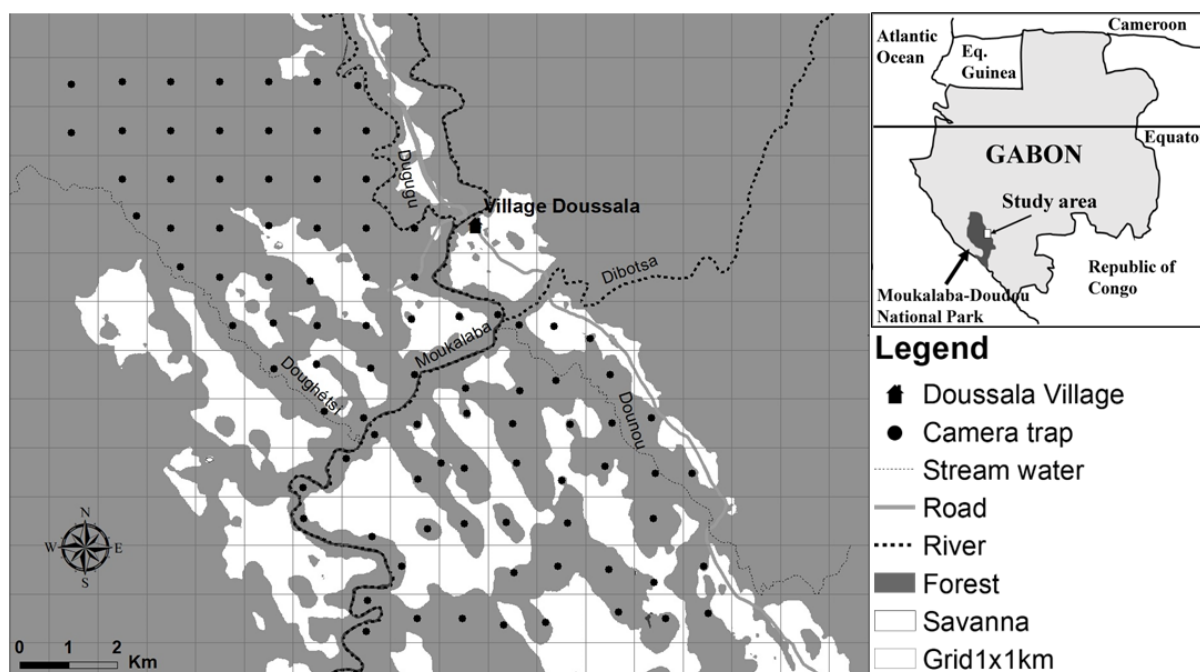 Dugugu
Village Doussala
Dibotsa
Moukalaba
Doughétsi
Dounou
N
W E
S
0 1 2
Km
Atlantic
Ocean
Cameroon
Eq.
Guinea
Equato
GABON
Study area
Republic of
Congo
Moukalaba-Doudou
National Park
Legend
Doussala Village
Camera trap
Stream water
Road
River
Forest
Savanna
Grid1x1km